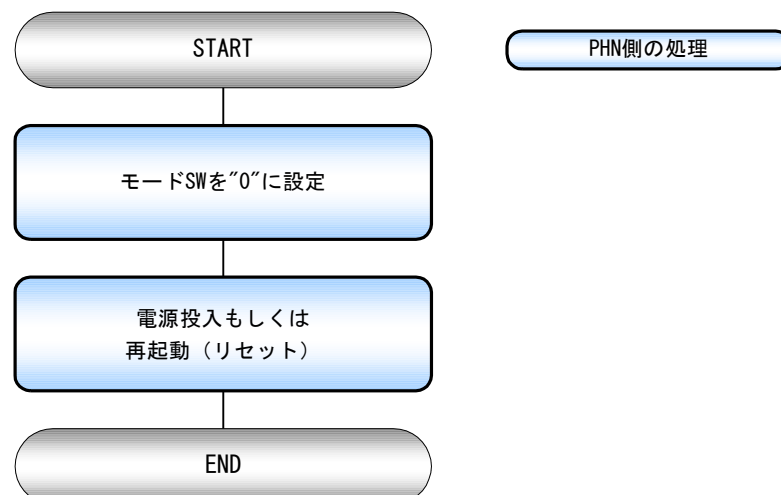 START
PHN側の処理
モードSWを"0"に設定
電源投入もしくは
再起動（リセット）
END